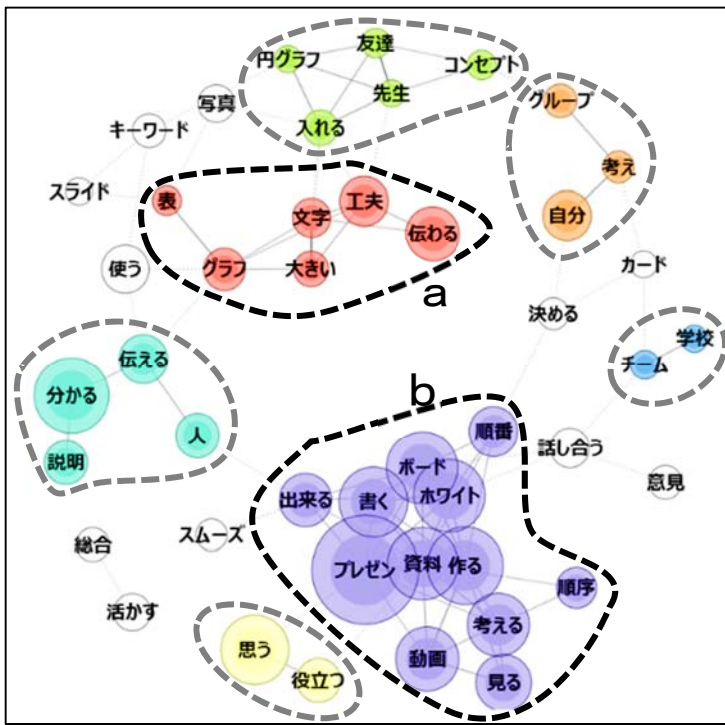 友達
円グラフ
コンセプト
先生
写真
グループ
キーワード
入れる
考え
スライド
表
工夫
文字
自分
伝わる
使う
グラフ
大きい
カード
a
決める
学校
伝える
チーム
分かる
b
人
順番
話し合う
説明
ボード
意見
出来る
書く
ホワイト
スムーズ
総合
プレゼン
資料
作る
順序
活かす
考える
思う
動画
役立つ
見る